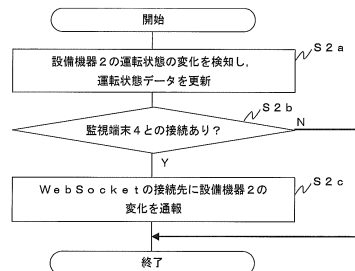 開始
S2a
設備機器2の運転状態の変化を検知し、
運転状態データを更新
S2b
監視端末4との接続あり?
N
Y
S2c
WebSocketの接続先に設備機器2の
変化を通報
終了